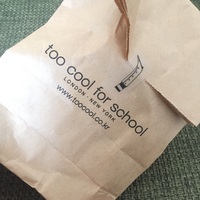 too cool for school
LONDON - NEW YORK
www.toocool.co.kr